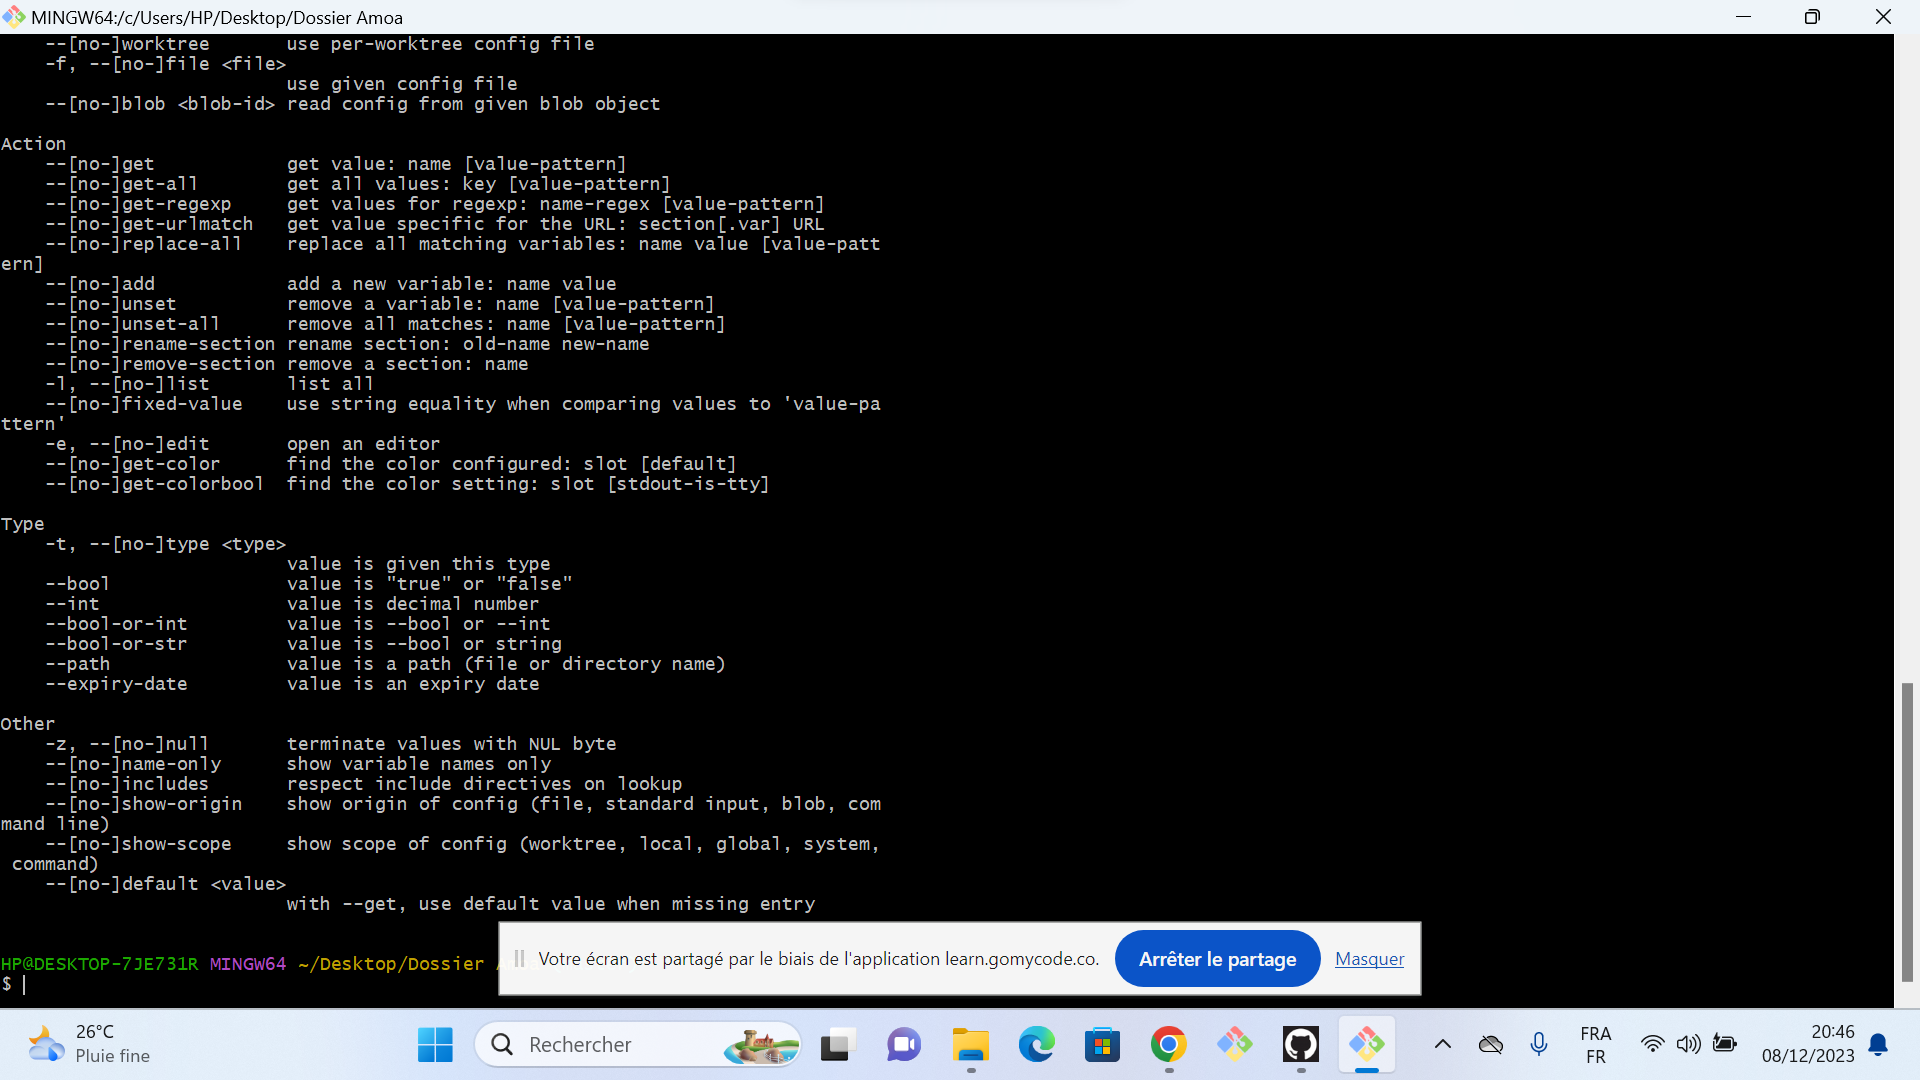 MINGW64:/c/Users/HP/Desktop/Dossier Amoa
--[no-]worktree use per-worktree config file
-f, --[no-]file <file>
use given config file
--[no-]blob <blob-id> read config from given blob object
Action
--[no-]get get value: name [value-pattern]
--[no-]get-all get all values: key [value-pattern]
--[no-]get-regexp get values for regexp: name-regex [value-pattern]
--[no-]get-urlmatch get value specific for the URL: section[.var] URL
--[no-]replace-all replace all matching variables: name value [value-patt
ern]
--[no-]add add a new variable: name value
--[no-]unset remove a variable: name [value-pattern]
--[no-]unset-all remove all matches: name [value-pattern]
--[no-]rename-section rename section: old-name new-name
--[no-]remove-section remove a section: name
-l, --[no-]list list all
--[no-]fixed-value use string equality when comparing values to 'value-pa
ttern'
-e, --[no-]edit open an editor
--[no-]get-color find the color configured: slot [default]
--[no-]get-colorbool find the color setting: slot [stdout-is-tty]
Type
-t, --[no-]type <type>
value is given this type
--bool value is "true" or "false"
--int value is decimal number
--bool-or-int value is --bool or --int
--bool-or-str value is --bool or string
--path value is a path (file or directory name)
--expiry-date value is an expiry date
Other
-z, --[no-]null terminate values with NUL byte
--[no-]name-only show variable names only
--[no-]includes respect include directives on lookup
--[no-]show-origin show origin of config (file, standard input, blob, com
mand line)
--[no-]show-scope show scope of config (worktree, local, global, system,
command)
--[no-]default <value>
with --get, use default value when missing entry
HP@DESKTOP-7JE731R MINGW64 ~/Desktop/Dossier
$
Votre écran est partagé par le biais de l'application learn.gomycode.co. Arrêter le partage Masquer
26°C
Pluie fine
Rechercher
FRA
FR
20:46
08/12/2023